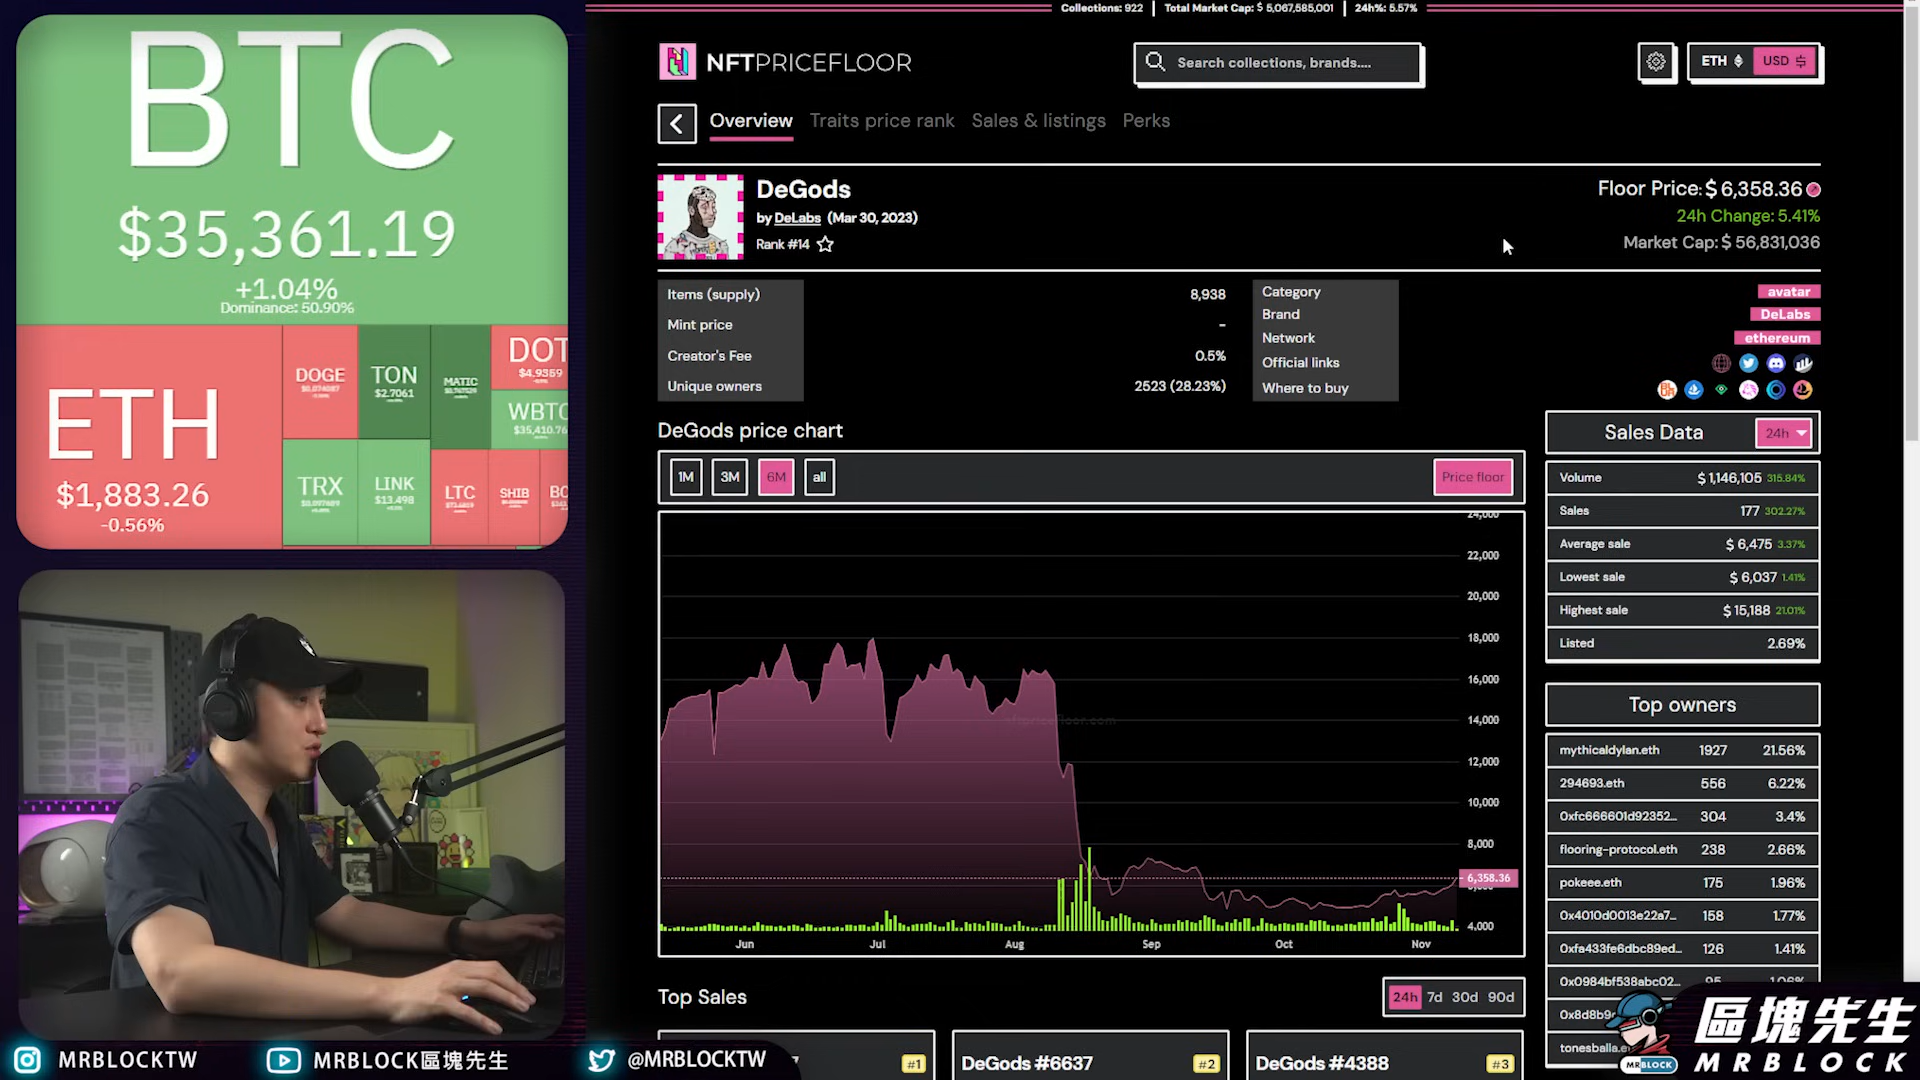 Collections: 922 | Total Market Cap: $ 5,067,585,001 | 24h%: 5.57%
BTC
$35,361.19
+1.04%
Dominance: 50.90%
ETH
$1,883.26
-0.56%
DOGE
TON
$2.7061
MATIC
DOT
$4.9359
WBTC
$35,410.76
TRX
LINK
$13.498
LTC
SHIB
NFTPRICEFLOOR
Search collections, brands....
ETH
USD $
Overview
Traits price rank
Sales & listings
Perks
DeGods
by DeLabs (Mar 30, 2023)
Rank #14
Floor Price: $ 6,358.36
24h Change: 5.41%
Market Cap: $ 56,831,036
Items (supply) 8,938
Mint price -
Creator's Fee 0.5%
Unique owners 2523 (28.23%)
Category avatar
Brand DeLabs
Network ethereum
Official links
Where to buy
DeGods price chart
1M 3M 6M all
Price floor
24,000
22,000
20,000
18,000
16,000
14,000
12,000
10,000
8,000
6,358.36
4,000
Jun Jul Aug Sep Oct Nov
Sales Data 24h
Volume $ 1,146,105 315.84%
Sales 177 302.27%
Average sale $ 6,475 3.37%
Lowest sale $ 6,037 1.41%
Highest sale $ 15,188 21.01%
Listed 2.69%
Top owners
mythicaldylan.eth 1927 21.56%
294693.eth 556 6.22%
0xfc666601d92352... 304 3.4%
flooring-protocol.eth 238 2.66%
pokeee.eth 175 1.96%
0x4010d0013e22a7... 158 1.77%
0xfa433fe6dbc89ed... 126 1.41%
0x0984bf538abc02...
Top Sales
24h 7d 30d 90d
#1
DeGods #6637 #2
DeGods #4388 #3
MRBLOCKTW
MRBLOCK區塊先生
@MRBLOCKTW
MRBLOCK
區塊先生
MRBLOCK